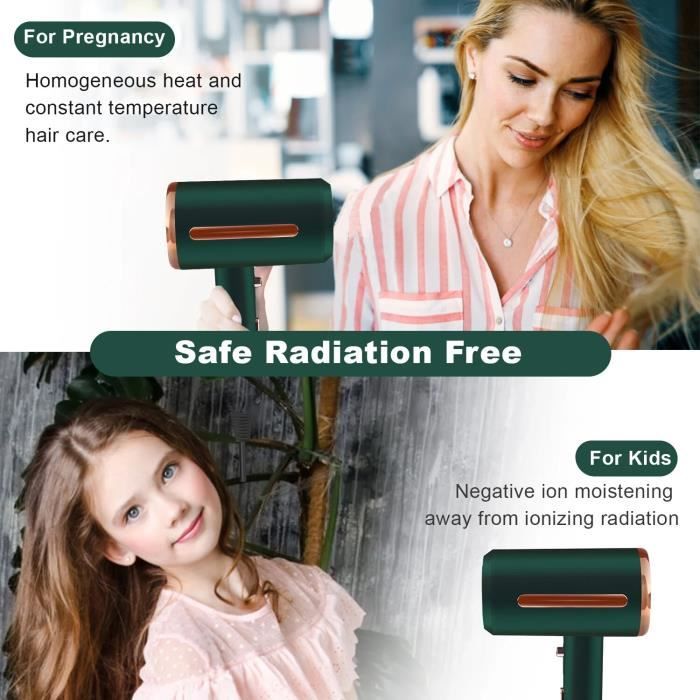 For Pregnancy
Homogeneous heat and
constant temperature
hair care.
Safe Radiation Free
For Kids
Negative ion moistening
away from ionizing radiation